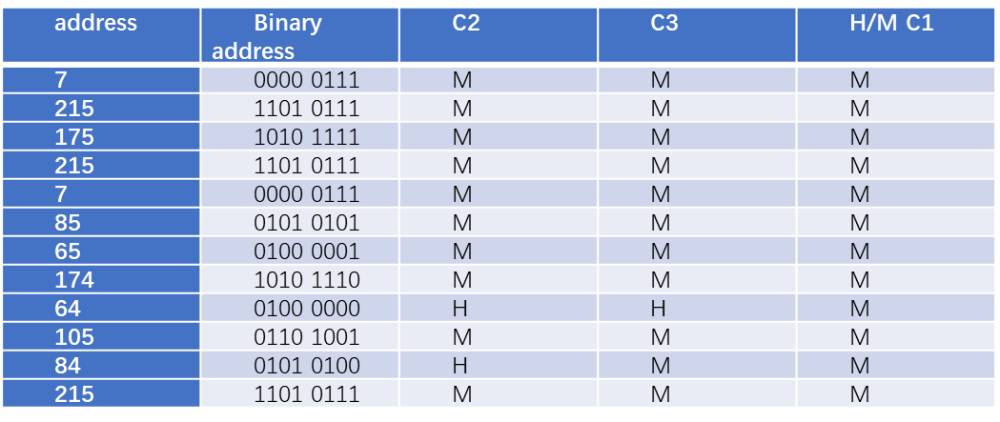 address Binary address C2 C3 H/M C1
7 0000 0111 M M M
215 1101 0111 M M M
175 1010 1111 M M M
215 1101 0111 M M M
7 0000 0111 M M M
85 0101 0101 M M M
65 0100 0001 M M M
174 1010 1110 M M M
64 0100 0000 H H M
105 0110 1001 M M M
84 0101 0100 H M M
215 1101 0111 M M M